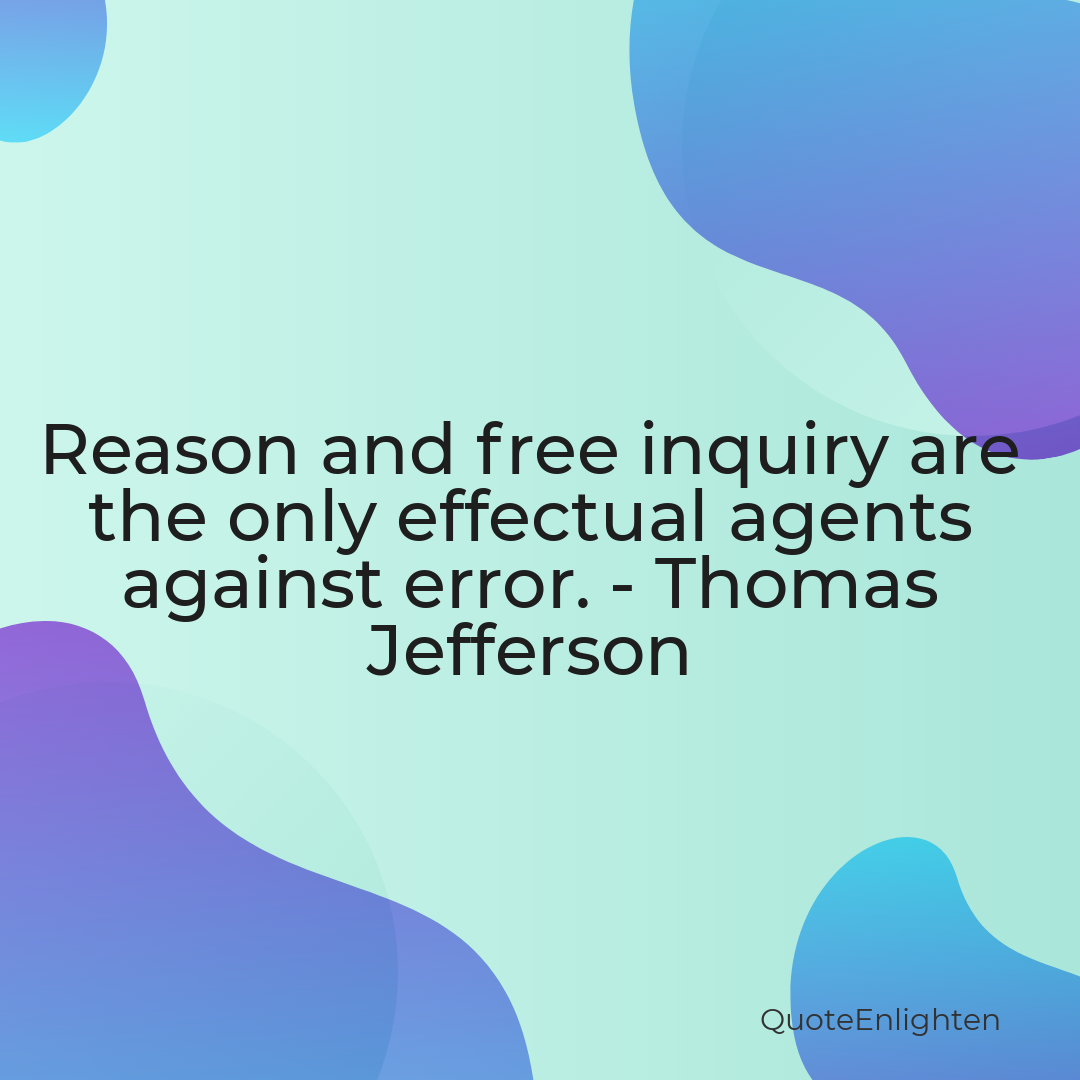 Reason and free inquiry are
the only effectual agents
against error. - Thomas
Jefferson
QuoteEnlighten